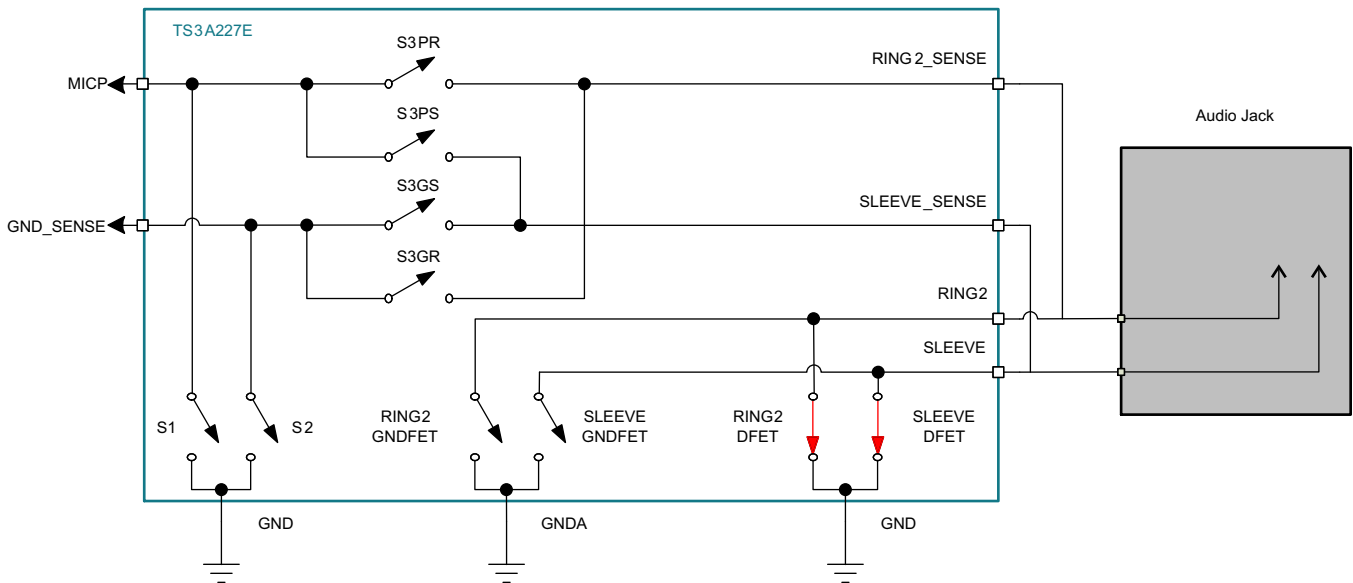 TS3A227E
S3PR
MICP
RING2_SENSE
S3PS
Audio Jack
S3GS
SLEEVE_SENSE
GND_SENSE
S3GR
RING2
SLEEVE
S1
S2
RING2
GNDFET
SLEEVE
GNDFET
RING2
DFET
SLEEVE
DFET
GND
GNDA
GND